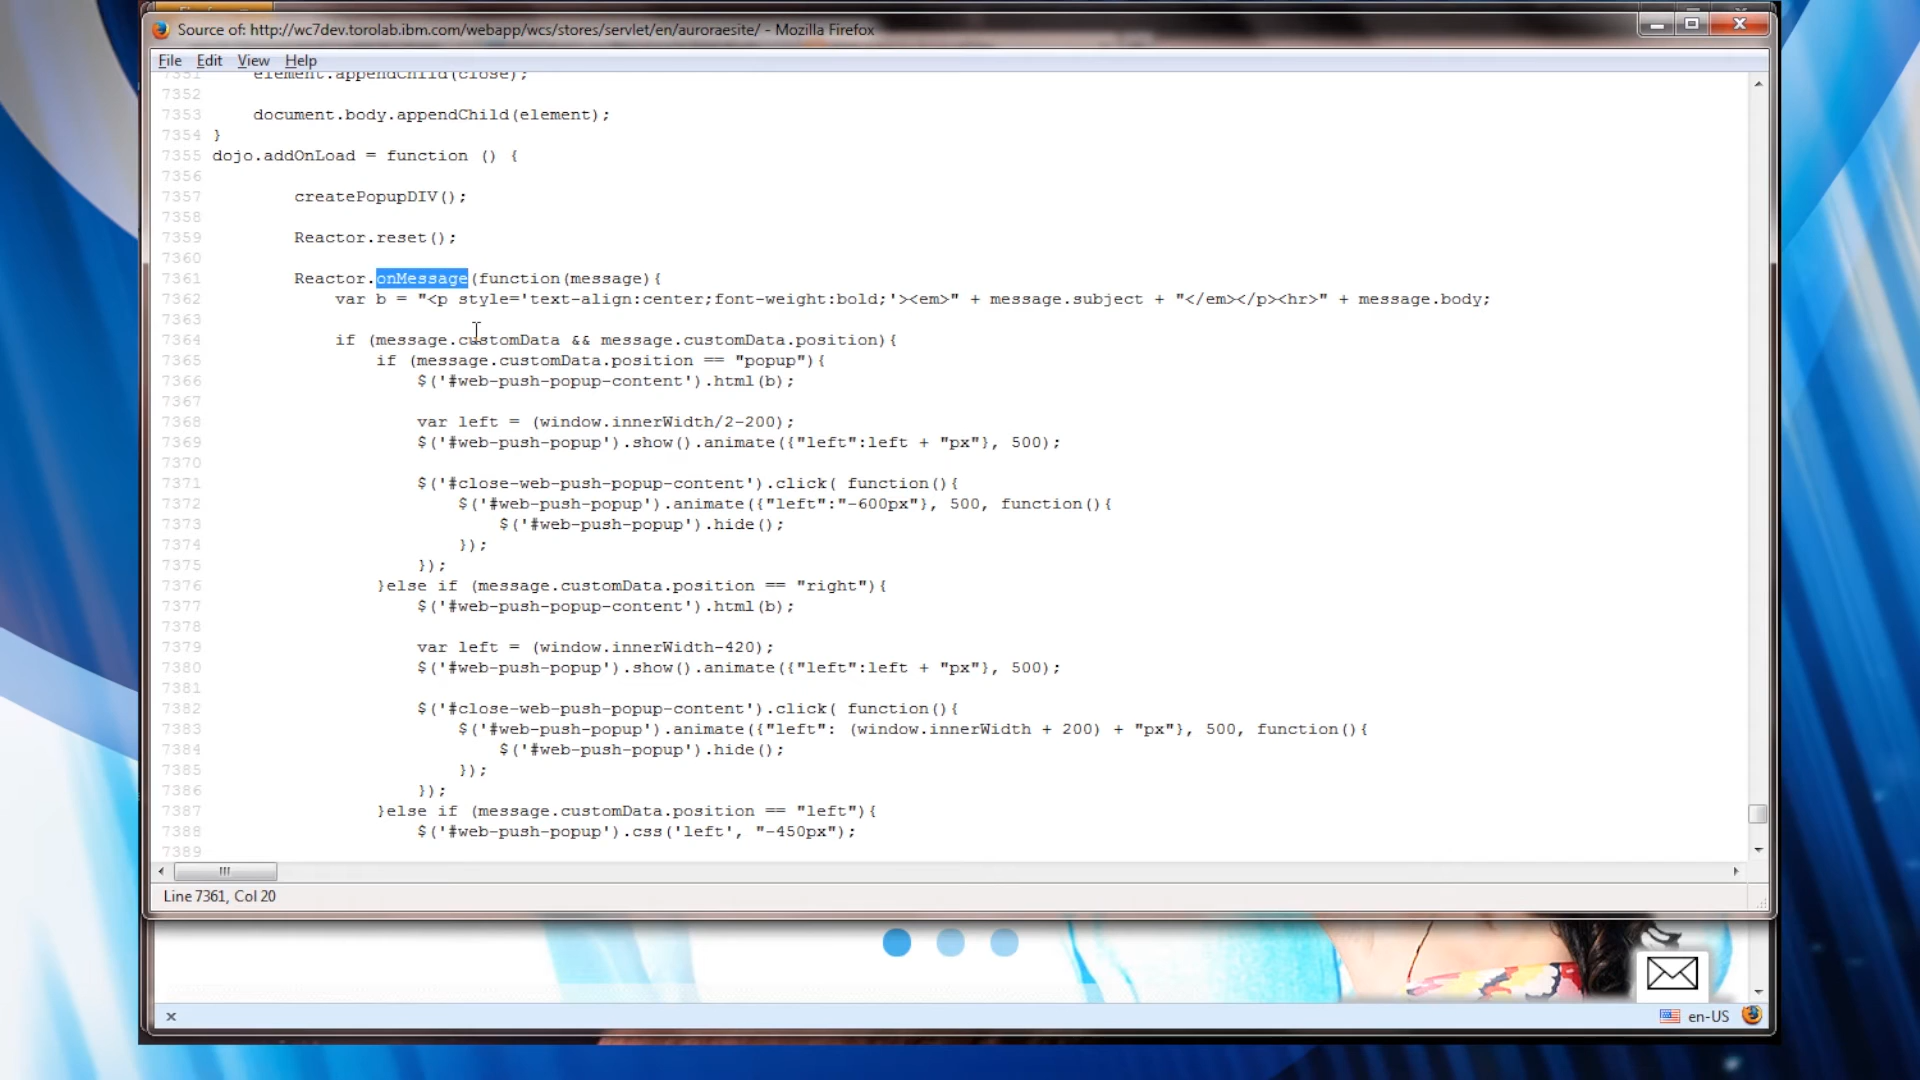 Source of: http://wc7dev.torolab.ibm.com/webapp/wcs/stores/servlet/en/auroraesite/ - Mozilla Firefox
File Edit View Help
7351 element.appendChild(close);
7352
7353 document.body.appendChild(element);
7354 }
7355 dojo.addOnLoad = function () {
7356
7357 createPopupDIV();
7358
7359 Reactor.reset();
7360
7361 Reactor.onMessage(function(message){
7362 var b = "<p style='text-align:center;font-weight:bold;'><em>" + message.subject + "</em></p><hr>" + message.body;
7363
7364 if (message.customData && message.customData.position){
7365 if (message.customData.position == "popup"){
7366 $('#web-push-popup-content').html(b);
7367
7368 var left = (window.innerWidth/2-200);
7369 $('#web-push-popup').show().animate({"left":left + "px"}, 500);
7370
7371 $('#close-web-push-popup-content').click( function(){
7372 $('#web-push-popup').animate({"left":"-600px"}, 500, function(){
7373 $('#web-push-popup').hide();
7374 });
7375 });
7376 }else if (message.customData.position == "right"){
7377 $('#web-push-popup-content').html(b);
7378
7379 var left = (window.innerWidth-420);
7380 $('#web-push-popup').show().animate({"left":left + "px"}, 500);
7381
7382 $('#close-web-push-popup-content').click( function(){
7383 $('#web-push-popup').animate({"left": (window.innerWidth + 200) + "px"}, 500, function(){
7384 $('#web-push-popup').hide();
7385 });
7386 });
7387 }else if (message.customData.position == "left"){
7388 $('#web-push-popup').css('left', "-450px");
7389
Line 7361, Col 20
en-US